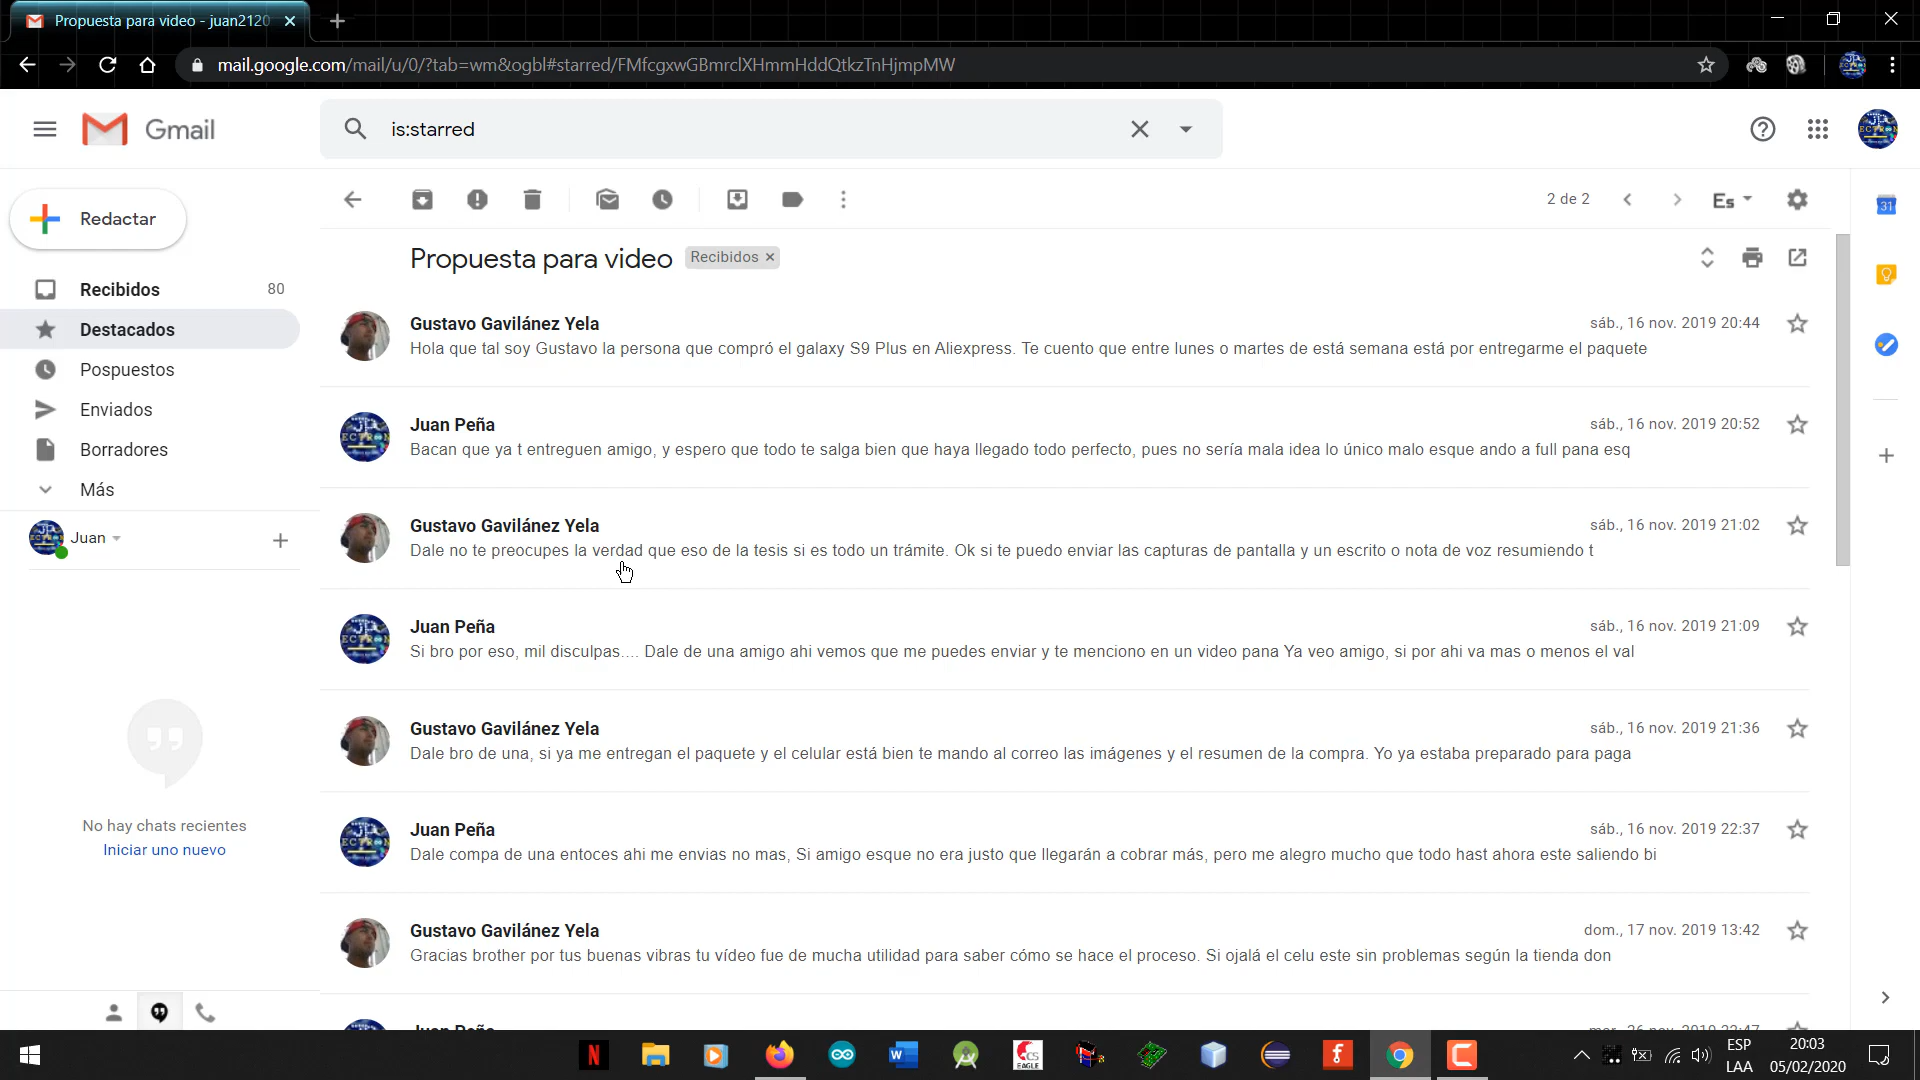 Propuesta para video - juan2120
mail.google.com/mail/u/0/?tab=wm&ogbl#starred/FMfcgxwGBmrclXHmmHddQtkzTnHjmpMW
Gmail
is:starred
Redactar
2 de 2
Es
31
Propuesta para video
Recibidos ×
Recibidos 80
Destacados
Pospuestos
Enviados
Borradores
Más
Juan
No hay chats recientes
Iniciar uno nuevo
Gustavo Gavilánez Yela
sáb., 16 nov. 2019 20:44
Hola que tal soy Gustavo la persona que compró el galaxy S9 Plus en Aliexpress. Te cuento que entre lunes o martes de está semana está por entregarme el paquete
Juan Peña
sáb., 16 nov. 2019 20:52
Bacan que ya t entreguen amigo, y espero que todo te salga bien que haya llegado todo perfecto, pues no sería mala idea lo único malo esque ando a full pana esq
Gustavo Gavilánez Yela
sáb., 16 nov. 2019 21:02
Dale no te preocupes la verdad que eso de la tesis si es todo un trámite. Ok si te puedo enviar las capturas de pantalla y un escrito o nota de voz resumiendo t
Juan Peña
sáb., 16 nov. 2019 21:09
Si bro por eso, mil disculpas.... Dale de una amigo ahi vemos que me puedes enviar y te menciono en un video pana Ya veo amigo, si por ahi va mas o menos el val
Gustavo Gavilánez Yela
sáb., 16 nov. 2019 21:36
Dale bro de una, si ya me entregan el paquete y el celular está bien te mando al correo las imágenes y el resumen de la compra. Yo ya estaba preparado para paga
Juan Peña
sáb., 16 nov. 2019 22:37
Dale compa de una entoces ahi me envias no mas, Si amigo esque no era justo que llegarán a cobrar más, pero me alegro mucho que todo hast ahora este saliendo bi
Gustavo Gavilánez Yela
dom., 17 nov. 2019 13:42
Gracias brother por tus buenas vibras tu vídeo fue de mucha utilidad para saber cómo se hace el proceso. Si ojalá el celu este sin problemas según la tienda don
Juan Peña
mar., 26 nov. 2019 22:47
ESP
LAA
20:03
05/02/2020